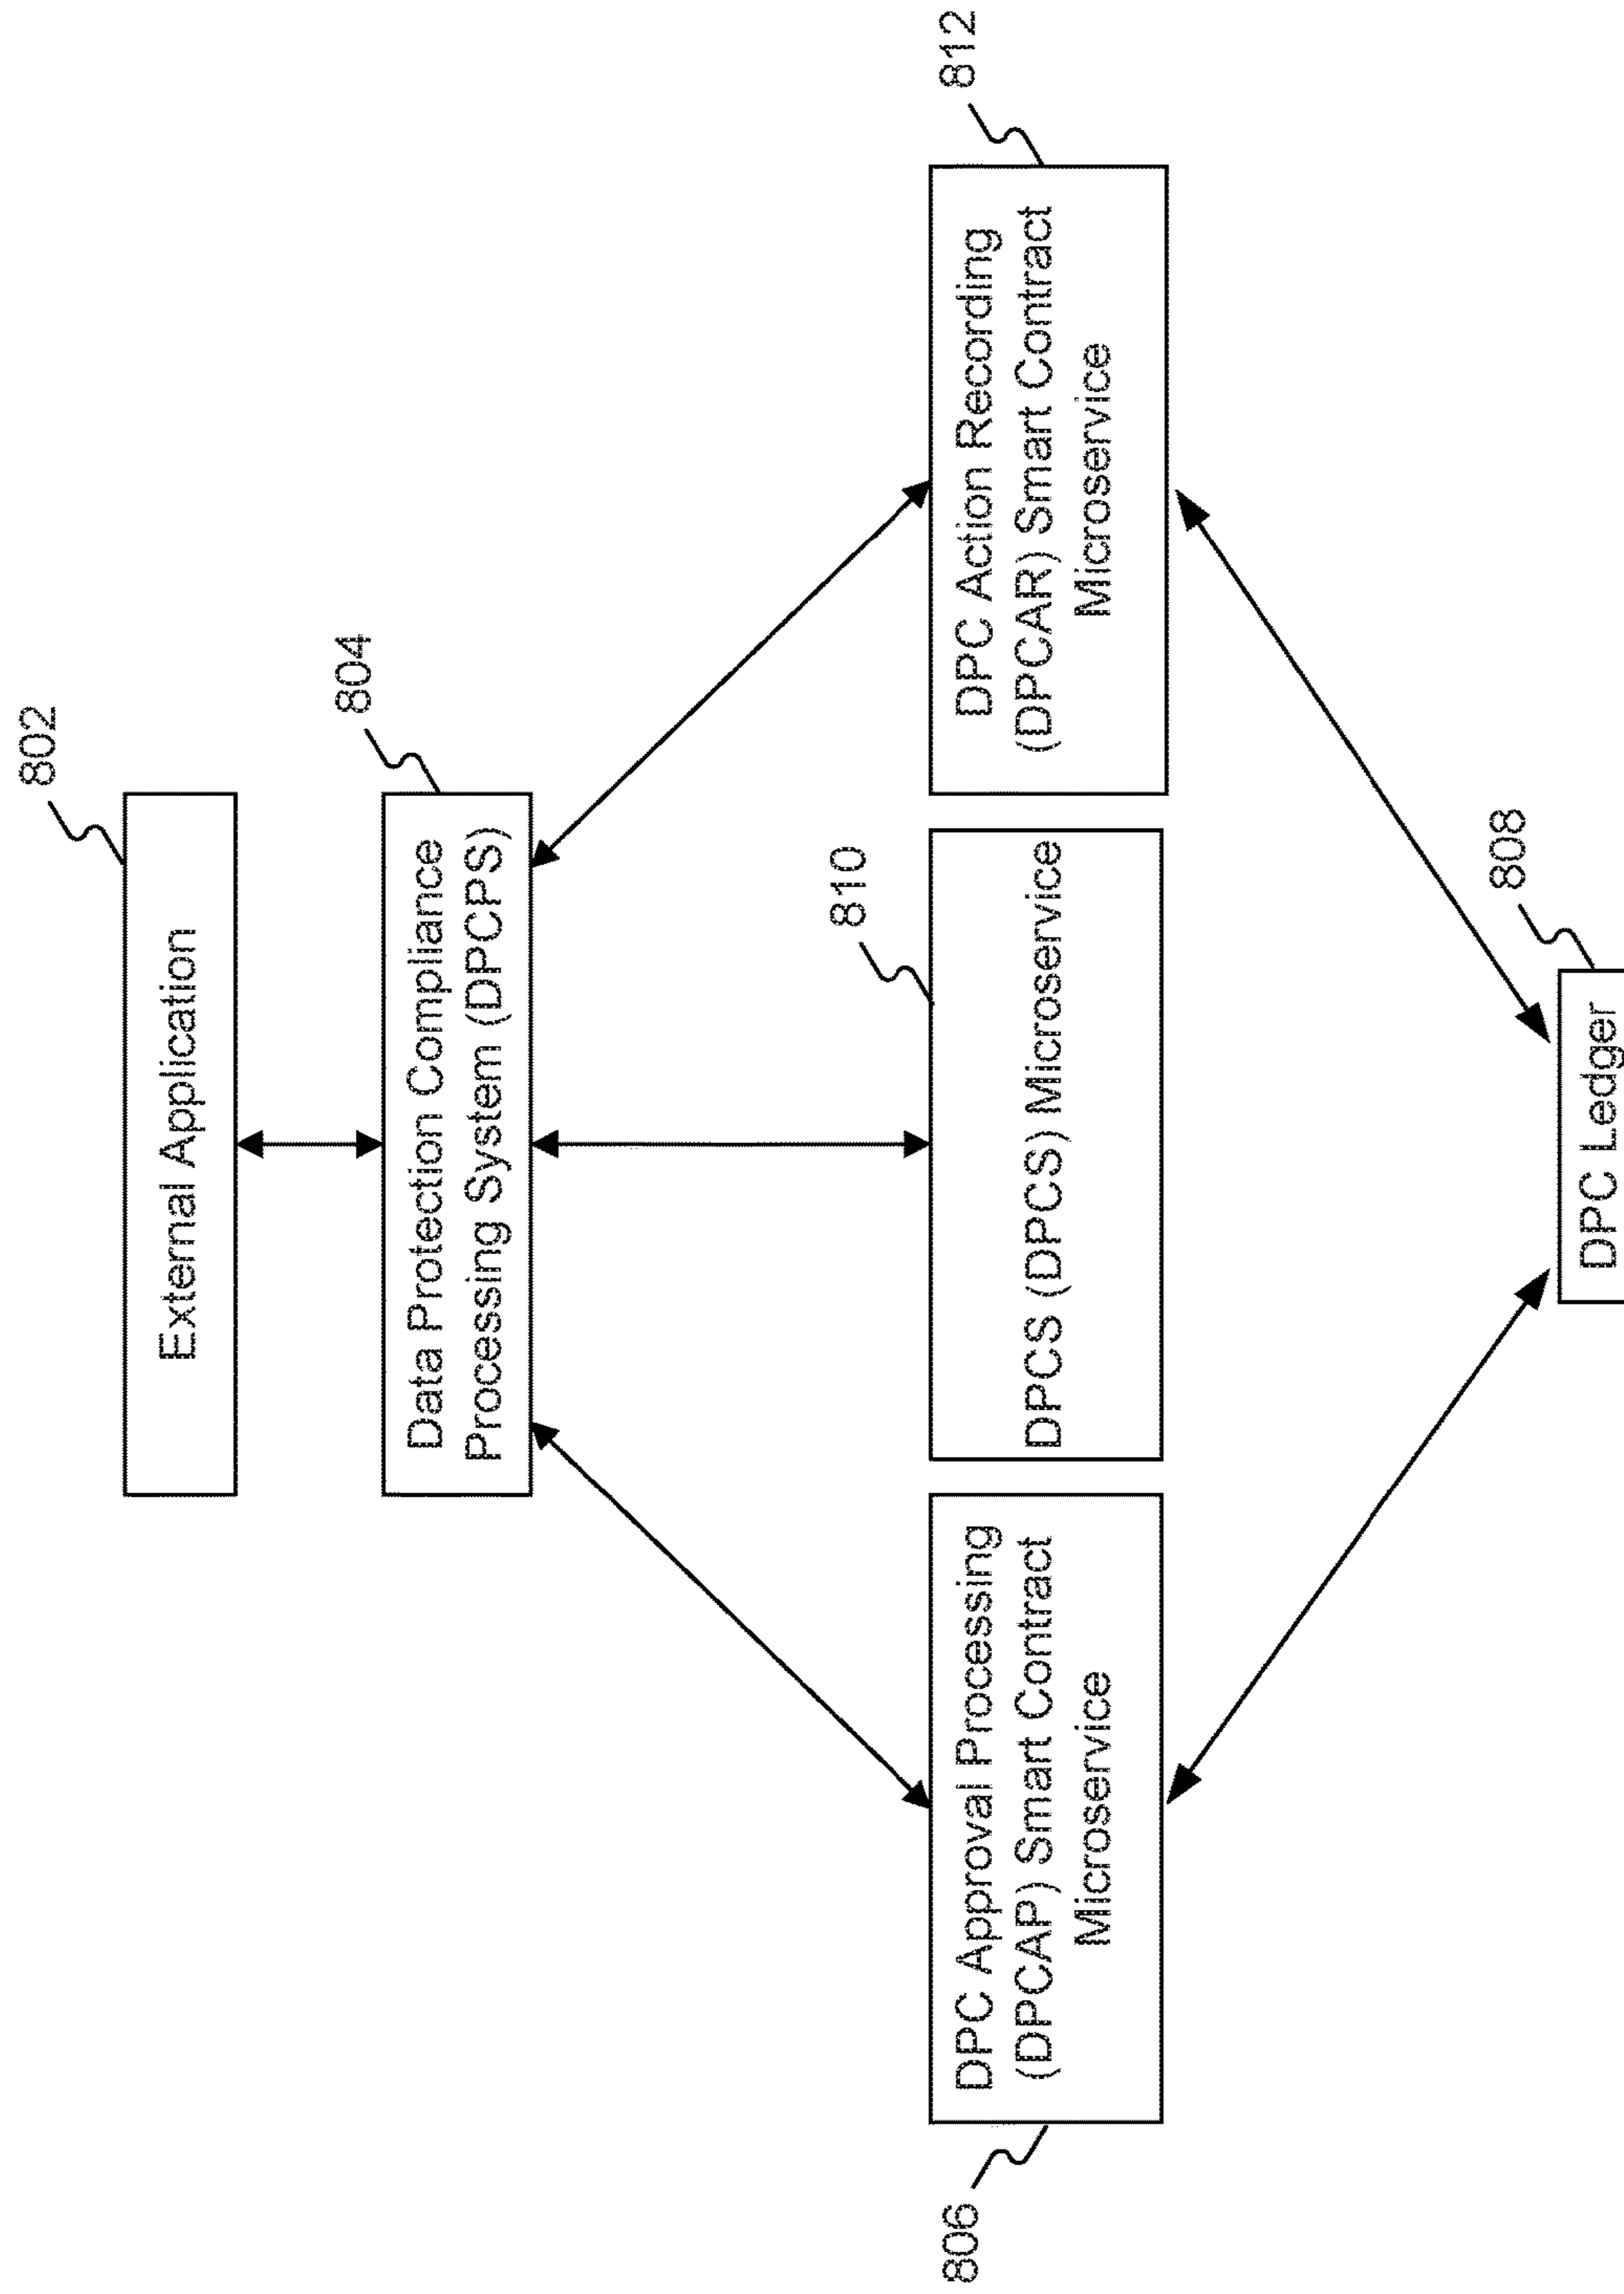 802
External Application
804
Data Protection Compliance
Processing System (DPCPS)
806
DPC Approval Processing
(DPCAP) Smart Contract
Microservice
810
DPCS (DPCS) Microservice
812
DPC Action Recording
(DPCAR) Smart Contract
Microservice
808
DPC Ledger